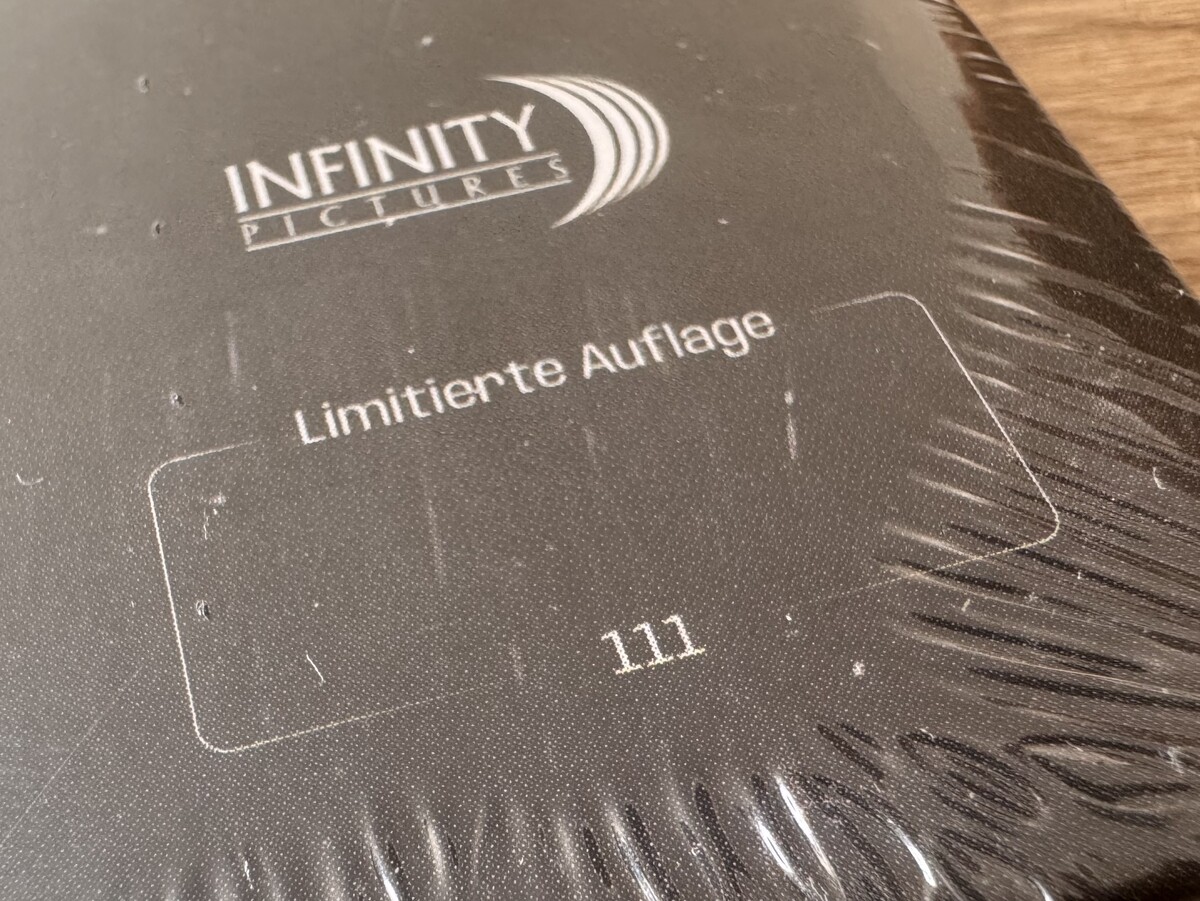 INFINITY
PICTURES
Limitierte Auflage
111